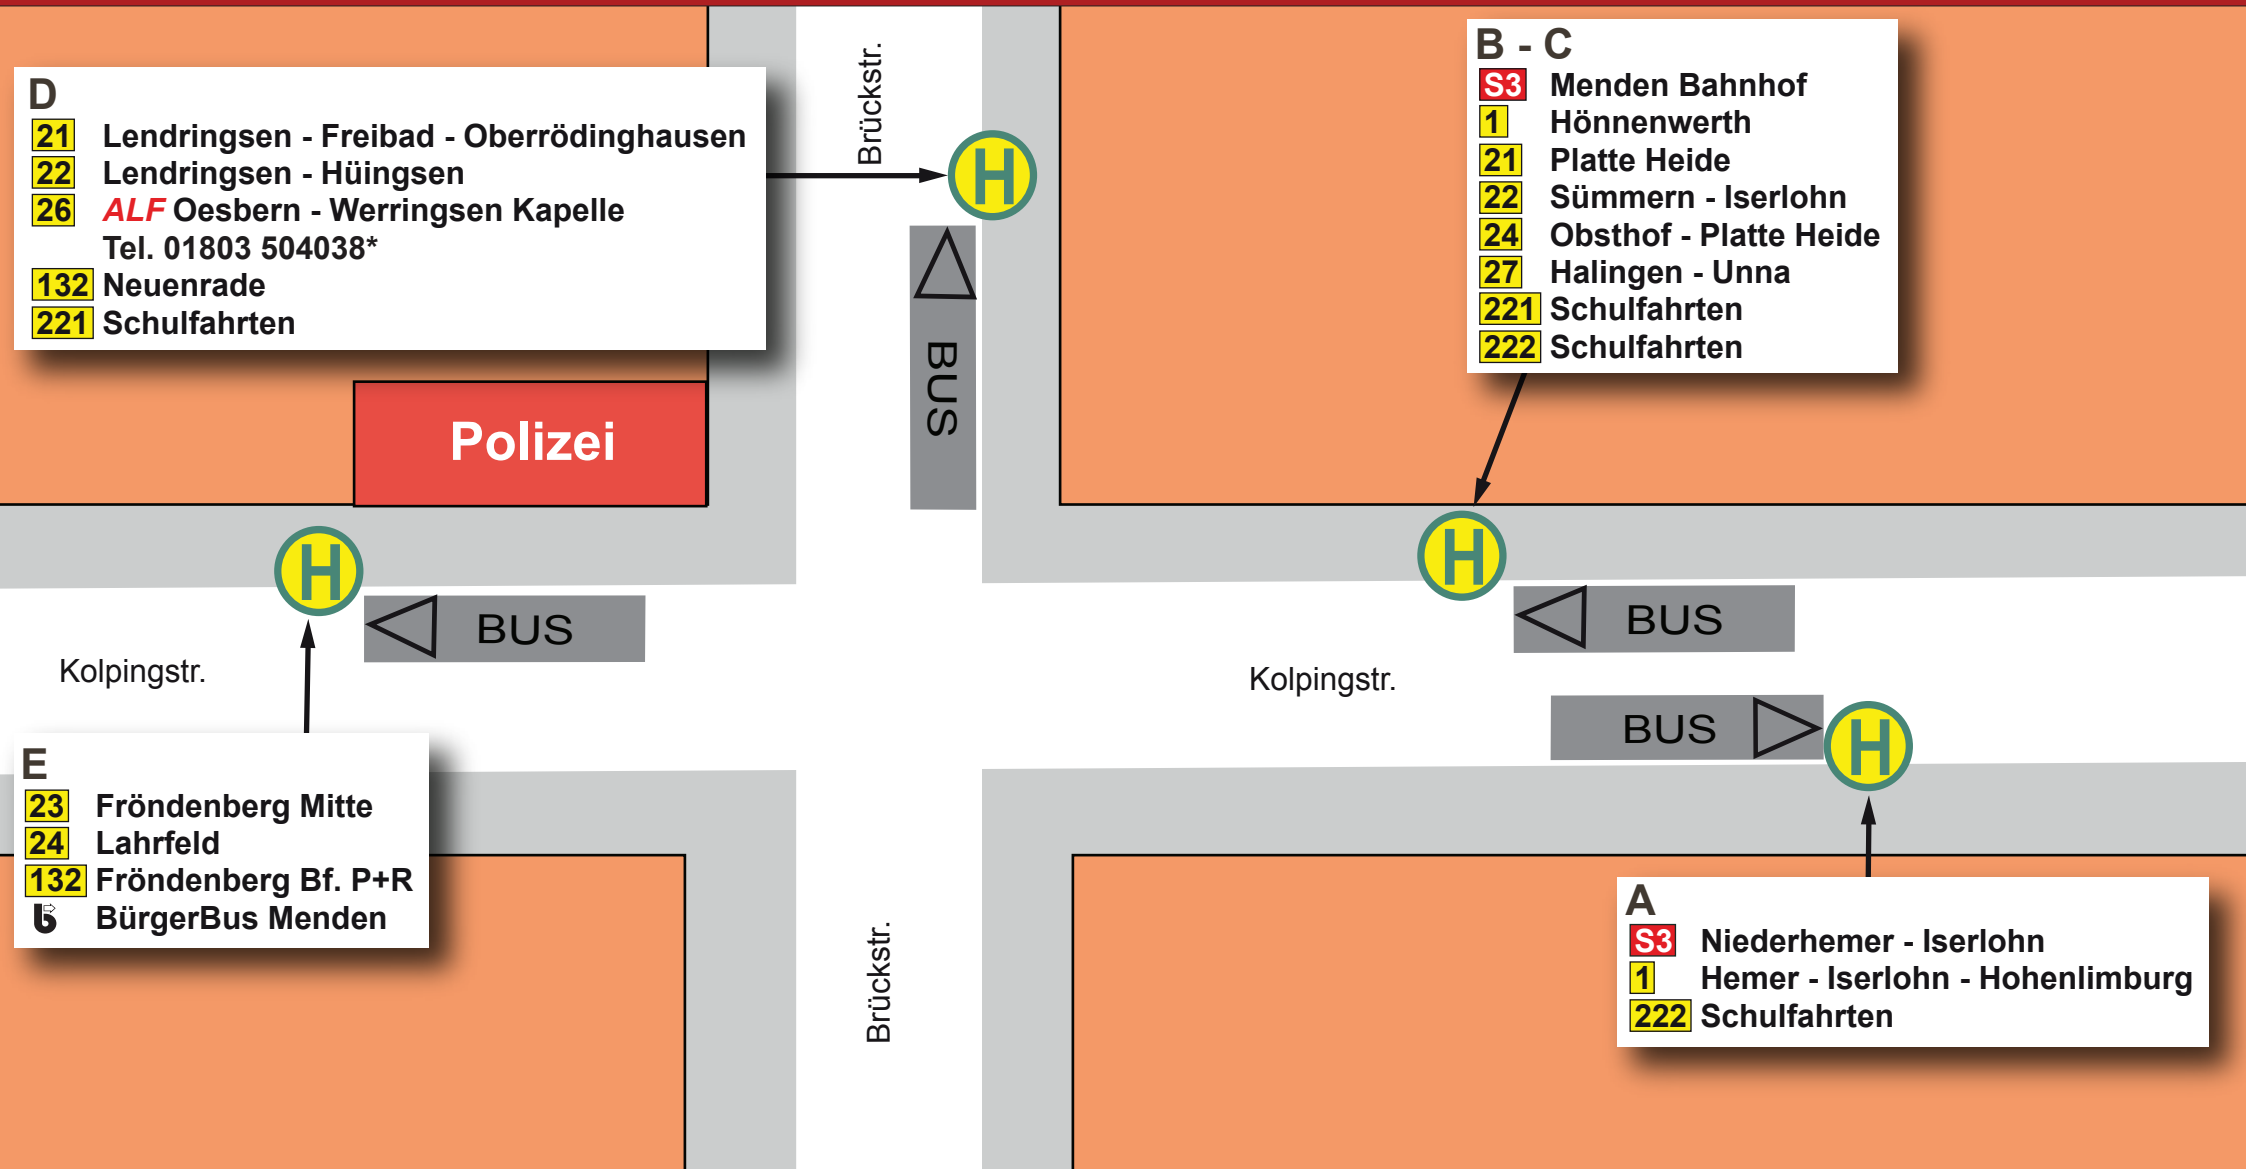 D
21 Lendringsen - Freibad - Oberrödinghausen
22 Lendringsen - Hüingsen
26 ALF Oesbern - Werringsen Kapelle
Tel. 01803 504038*
132 Neuenrade
221 Schulfahrten
Brückstr.
H
BUS
B - C
S3 Menden Bahnhof
1 Hönnenwerth
21 Platte Heide
22 Sümmern - Iserlohn
24 Obsthof - Platte Heide
27 Halingen - Unna
221 Schulfahrten
222 Schulfahrten
Polizei
H
BUS
Kolpingstr.
H
BUS
Kolpingstr.
BUS
H
E
23 Fröndenberg Mitte
24 Lahrfeld
132 Fröndenberg Bf. P+R
b BürgerBus Menden
Brückstr.
A
S3 Niederhemer - Iserlohn
1 Hemer - Iserlohn - Hohenlimburg
222 Schulfahrten